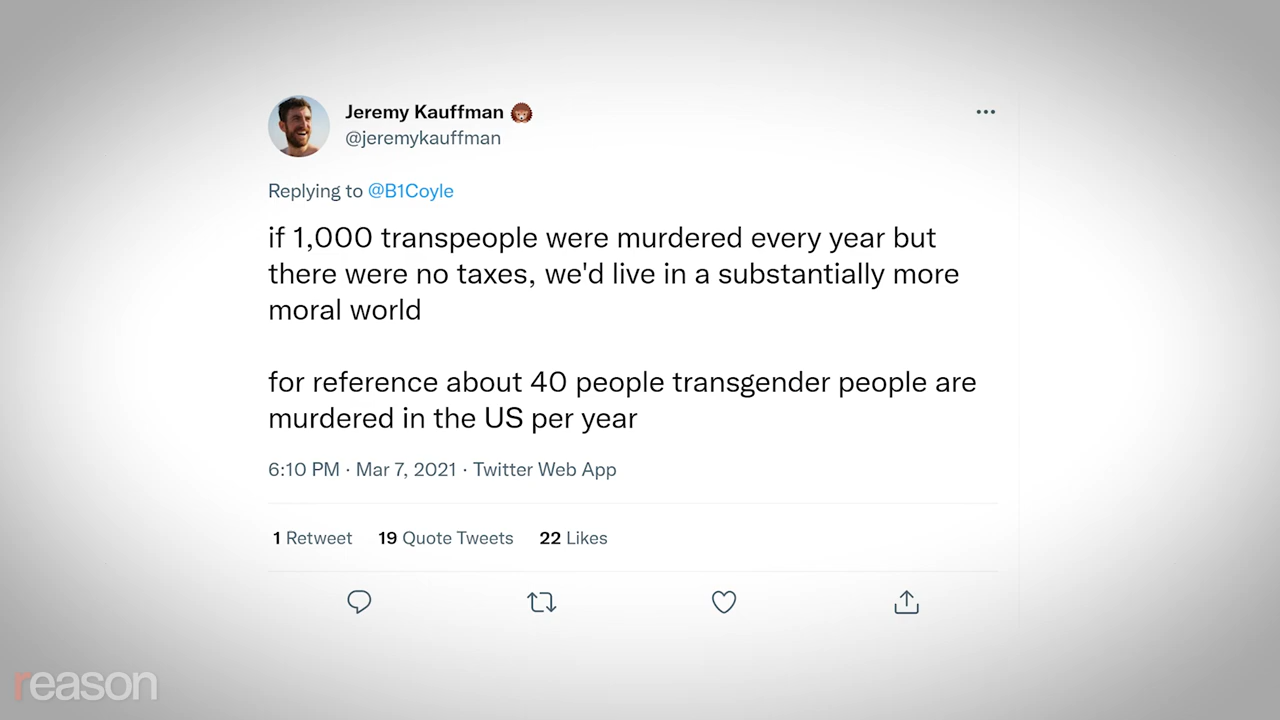 Jeremy Kauffman
@jeremykauffman
Replying to @B1Coyle
if 1,000 transpeople were murdered every year but
there were no taxes, we'd live in a substantially more
moral world
for reference about 40 people transgender people are
murdered in the US per year
6:10 PM · Mar 7, 2021 · Twitter Web App
1 Retweet 19 Quote Tweets 22 Likes
reason